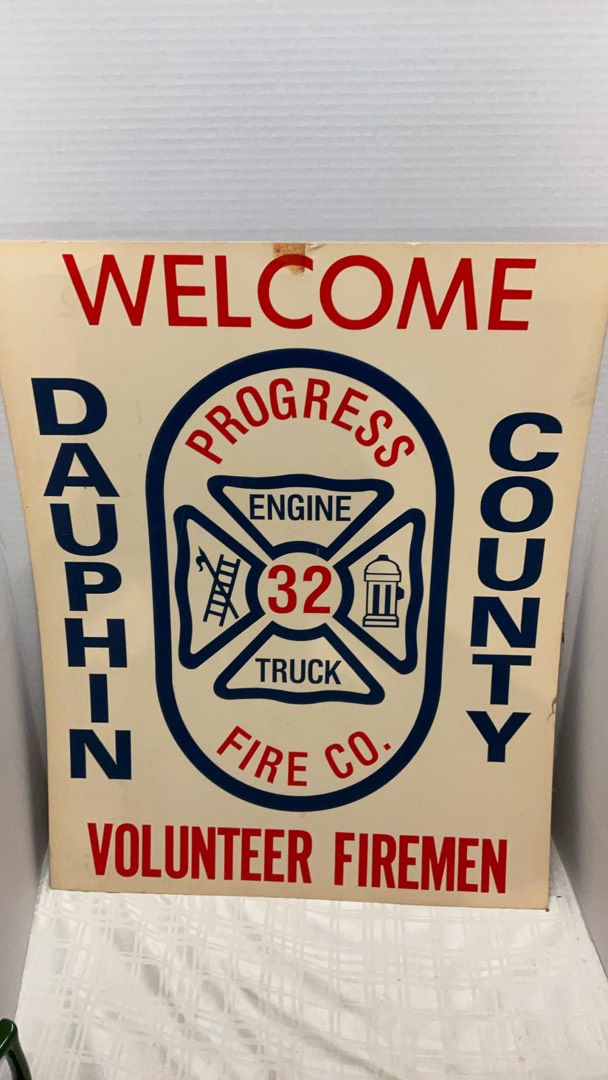 WELCOME
DAUPHIN
COUNTY
PROGRESS
ENGINE
32
TRUCK
FIRE CO.
VOLUNTEER FIREMEN